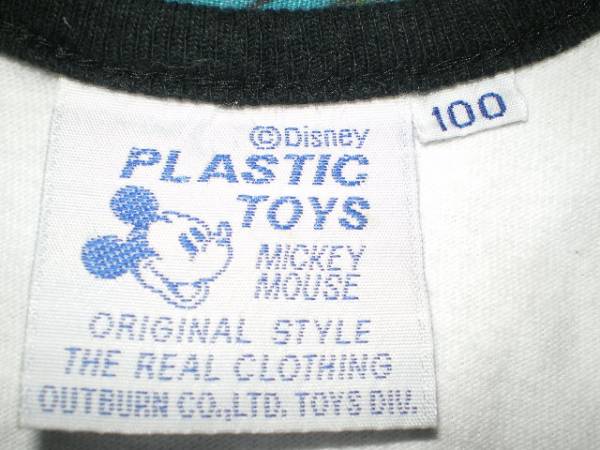 ©Disney
PLASTIC
TOYS
MICKEY
MOUSE
ORIGINAL STYLE
THE REAL CLOTHING
OUTBURN CO.,LTD. TOYS DIV.
100